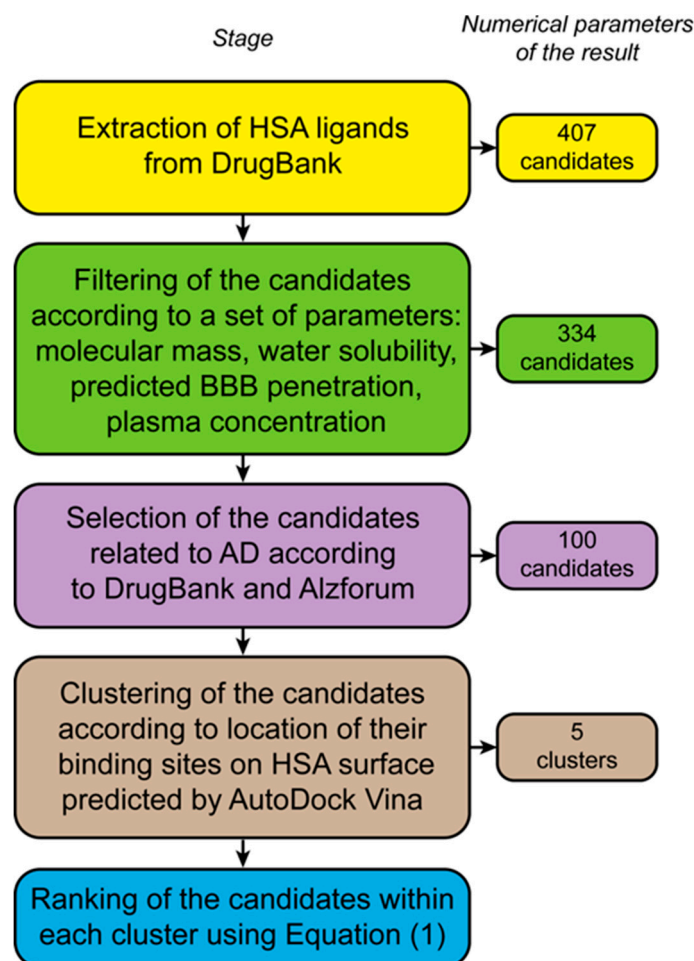 Stage
Numerical parameters
of the result
Extraction of HSA ligands
from DrugBank
407
candidates
Filtering of the candidates
according to a set of parameters:
molecular mass, water solubility,
predicted BBB penetration,
plasma concentration
334
candidates
Selection of the candidates
related to AD according
to DrugBank and Alzforum
100
candidates
Clustering of the candidates
according to location of their
binding sites on HSA surface
predicted by AutoDock Vina
5
clusters
Ranking of the candidates within
each cluster using Equation (1)